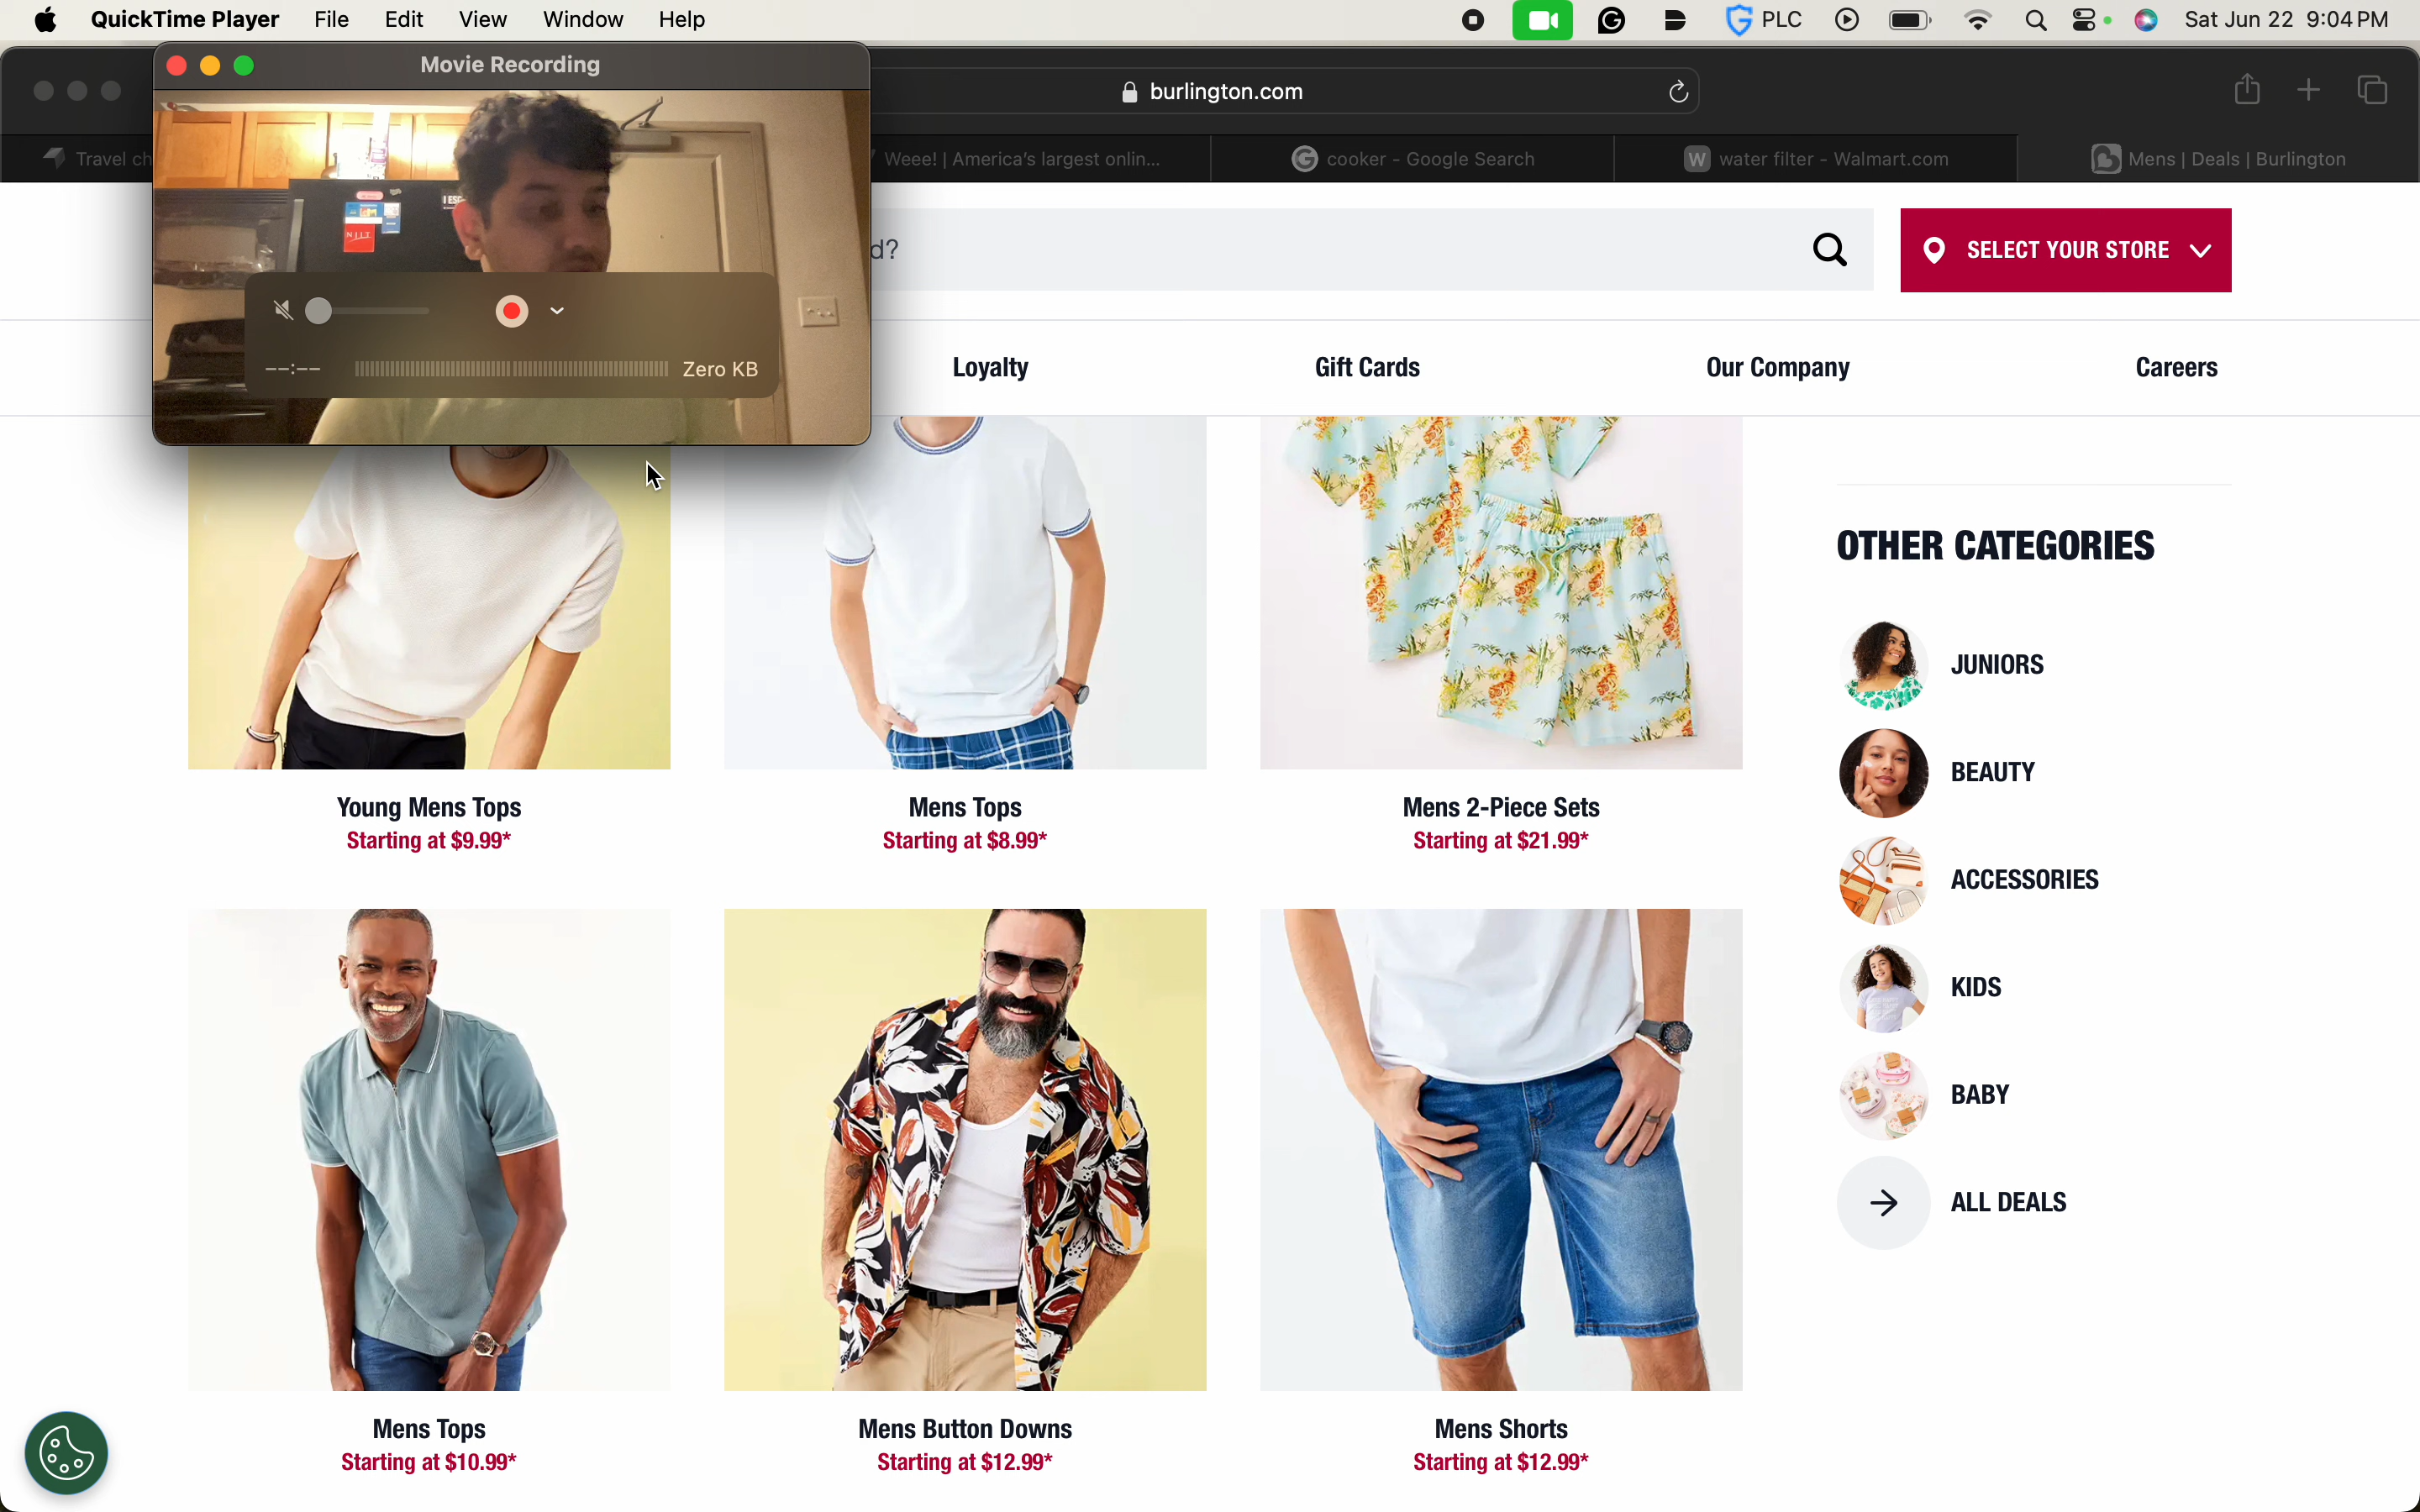 QuickTime Player File Edit View Window Help PLC Sat Jun 22 9:04 PM
Movie Recording
burlington.com
Travel ch
Weee! | America's largest onlin...
cooker - Google Search
W water filter - Walmart.com
Mens | Deals | Burlington
NJIT
d?
SELECT YOUR STORE
--:-- Zero KB
Loyalty
Gift Cards
Our Company
Careers
OTHER CATEGORIES
JUNIORS
BEAUTY
ACCESSORIES
KIDS
BABY
ALL DEALS
Young Mens Tops
Starting at $9.99*
Mens Tops
Starting at $8.99*
Mens 2-Piece Sets
Starting at $21.99*
Mens Tops
Starting at $10.99*
Mens Button Downs
Starting at $12.99*
Mens Shorts
Starting at $12.99*